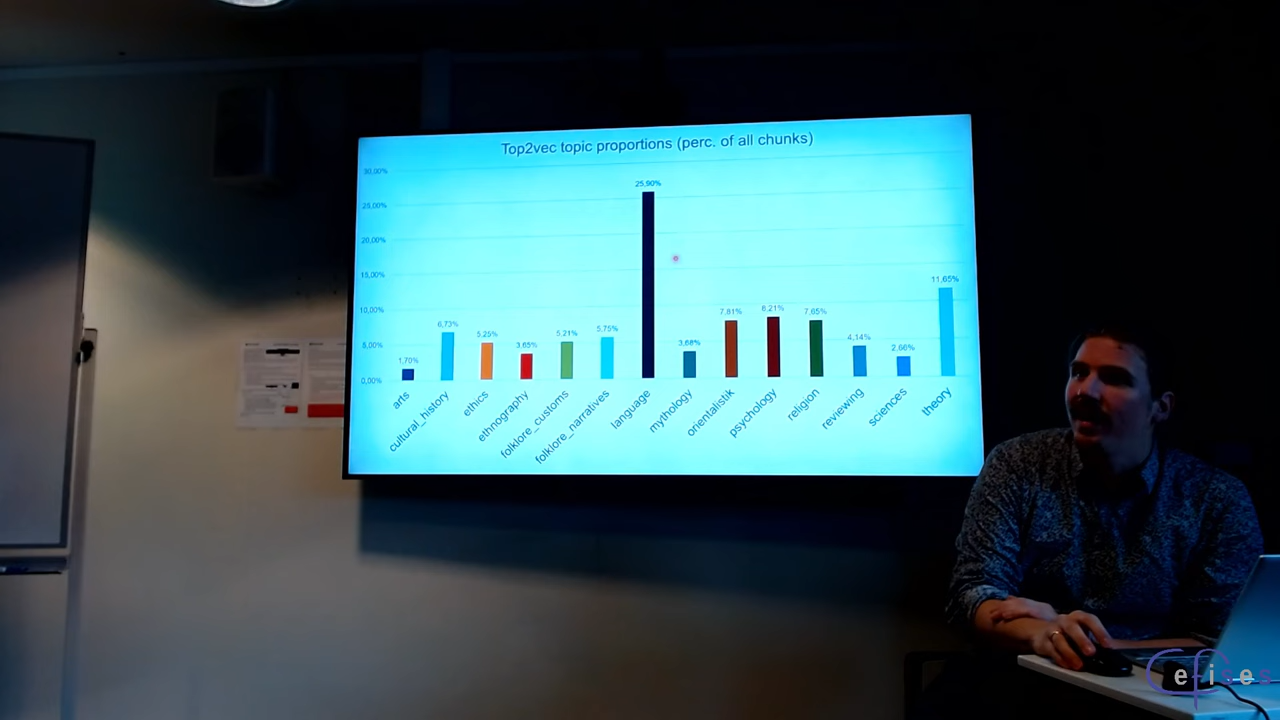 Top2vec topic proportions (perc. of all chunks)
30,00%
25,00%
20,00%
15,00%
10,00%
5,00%
0,00%
1,70%
6,73%
5,25%
3,65%
5,21%
5,75%
25,90%
3,68%
7,81%
8,21%
7,65%
4,14%
2,66%
11,65%
arts
cultural_history
ethics
ethnography
folklore_customs
folklore_narratives
language
mythology
orientalistik
psychology
religion
reviewing
sciences
theory
Cefises